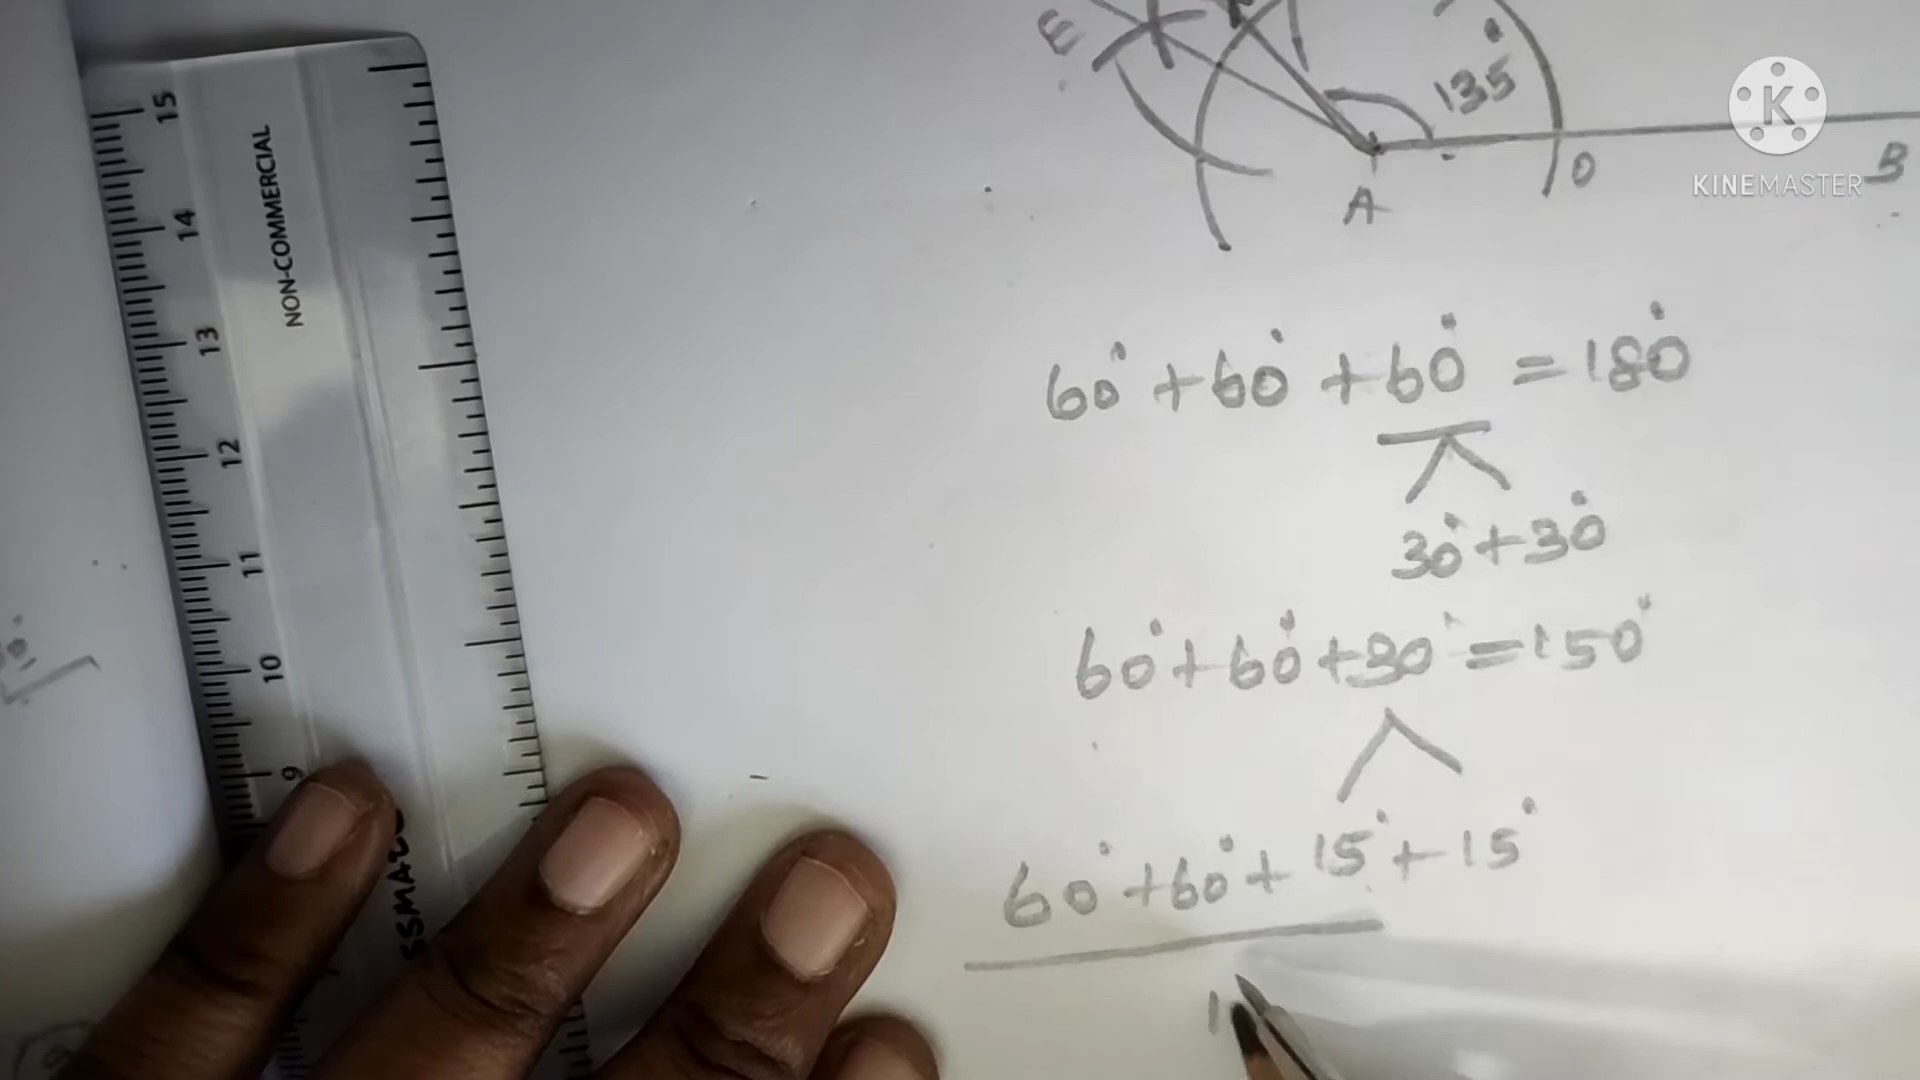 E
135°
A
O
B
K
KINEMASTER
60° + 60° + 60° = 180°
30° + 30°
60° + 60° + 30° = 150°
60° + 60° + 15° + 15°
1
15
14
13
12
11
10
9
NON-COMMERCIAL